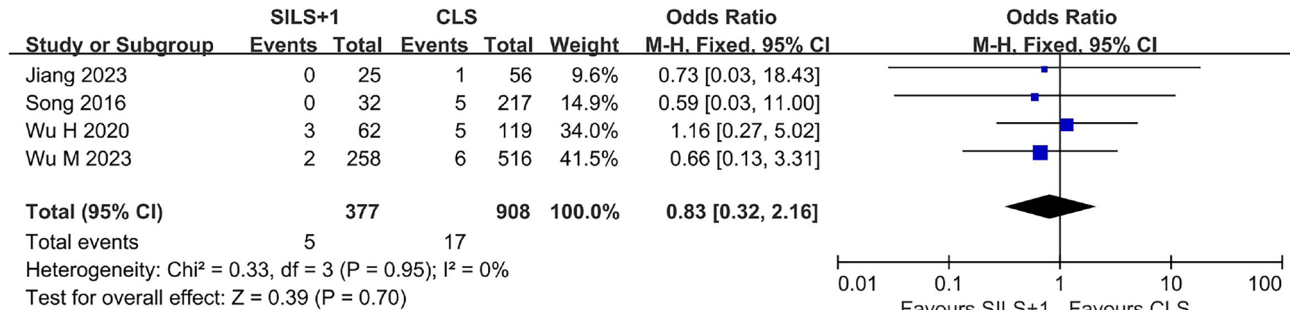 SILS+1 CLS Odds Ratio Odds Ratio
Study or Subgroup Events Total Events Total Weight M-H, Fixed, 95% CI M-H, Fixed, 95% CI
Jiang 2023 0 25 1 56 9.6% 0.73 [0.03, 18.43]
Song 2016 0 32 5 217 14.9% 0.59 [0.03, 11.00]
Wu H 2020 3 62 5 119 34.0% 1.16 [0.27, 5.02]
Wu M 2023 2 258 6 516 41.5% 0.66 [0.13, 3.31]
Total (95% CI) 377 908 100.0% 0.83 [0.32, 2.16]
Total events 5 17
Heterogeneity: Chi² = 0.33, df = 3 (P = 0.95); I² = 0%
Test for overall effect: Z = 0.39 (P = 0.70)
0.01 0.1 1 10 100
Favours SILS+1 Favours CLS